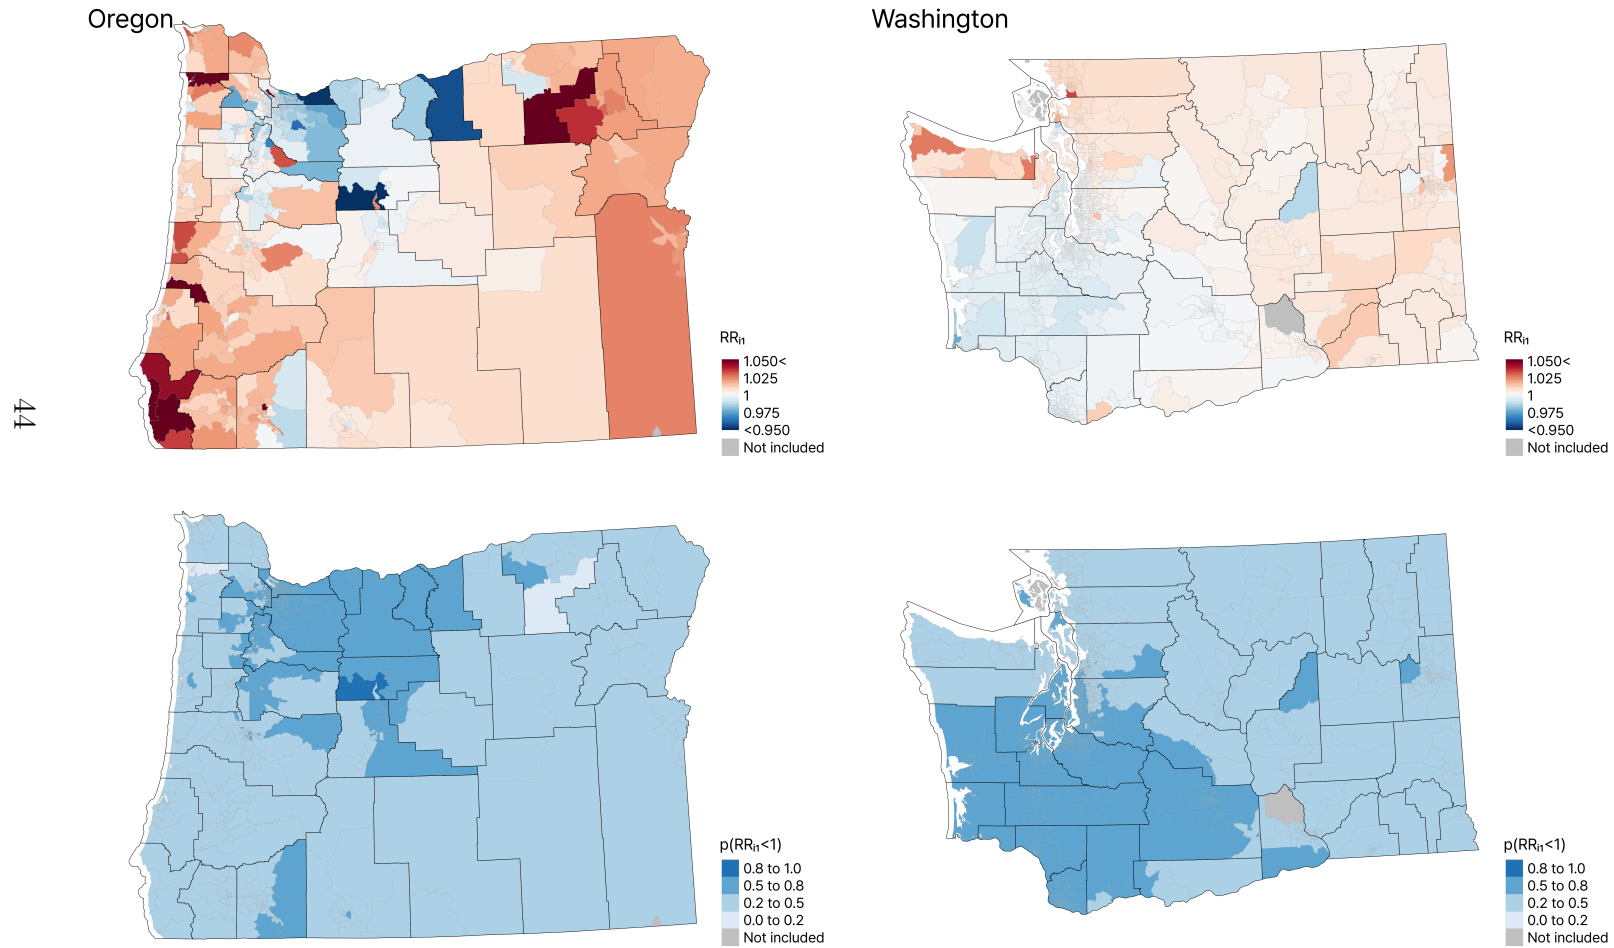 Oregon
Washington
RRi1
1.050<
1.025
1
0.975
<0.950
Not included
RRi1
1.050<
1.025
1
0.975
<0.950
Not included
44
p(RRi1<1)
0.8 to 1.0
0.5 to 0.8
0.2 to 0.5
0.0 to 0.2
Not included
p(RRi1<1)
0.8 to 1.0
0.5 to 0.8
0.2 to 0.5
0.0 to 0.2
Not included